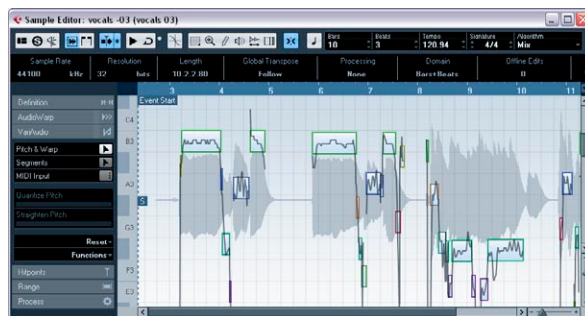 Sample Editor: vocals -03 (vocals 03)
Bars Beats Tempo Signature Algorithm
10 3 120.94 4/4 Mix
Sample Rate Resolution Length Global Transpose Processing Domain Offline Edits
44100 kHz 32 bits 10.2.2.80 Follow None Bars+Beats 0
3 4 5 6 7 8 9 10 11
Definition
Event Start
AudioWarp
C4
VariAudio
B3
Pitch & Warp
Segments
MIDI Input
A3
Quantize Pitch
S
Straighten Pitch
G3
Reset
Functions
F3
Hitpoints
Range
E3
Process